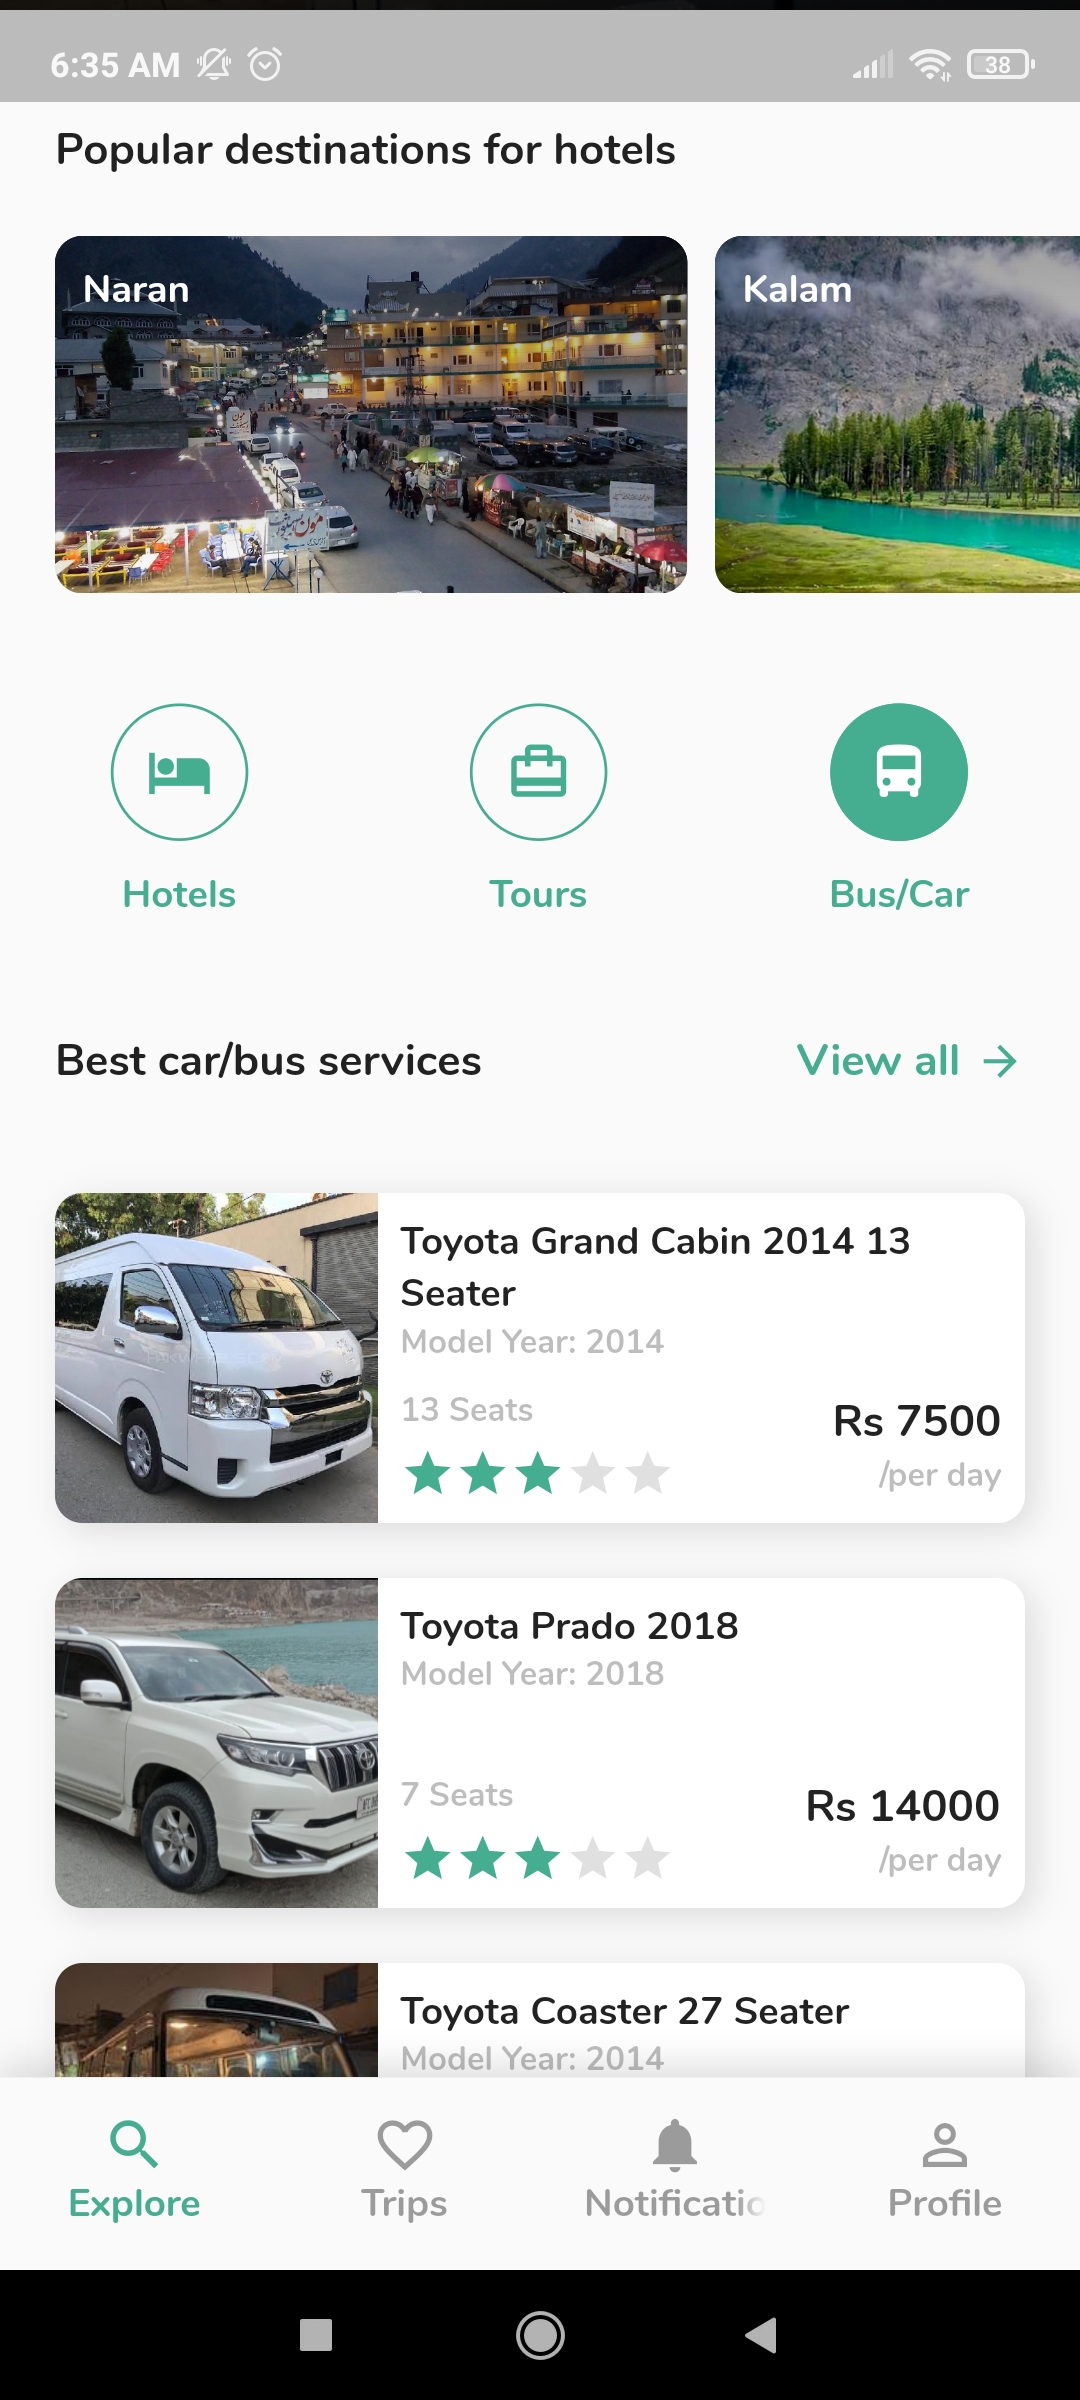 6:35 AM
38
Popular destinations for hotels
Naran
Kalam
Hotels
Tours
Bus/Car
Best car/bus services
View all
Toyota Grand Cabin 2014 13
Seater
Model Year: 2014
13 Seats
Rs 7500
/per day
Toyota Prado 2018
Model Year: 2018
7 Seats
Rs 14000
/per day
Toyota Coaster 27 Seater
Model Year: 2014
Explore
Trips
Notificatio
Profile